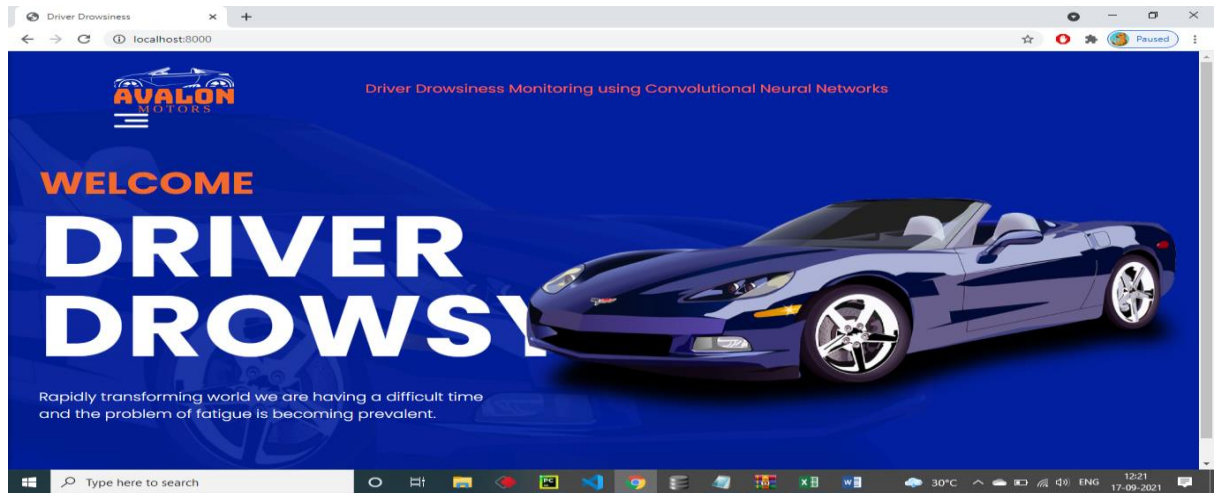 Driver Drowsiness
localhost:8000
Paused
AVALON
MOTORS
Driver Drowsiness Monitoring using Convolutional Neural Networks
WELCOME
DRIVER
DROWSY
Rapidly transforming world we are having a difficult time
and the problem of fatigue is becoming prevalent.
Type here to search
30°C
ENG
12:21
17-09-2021